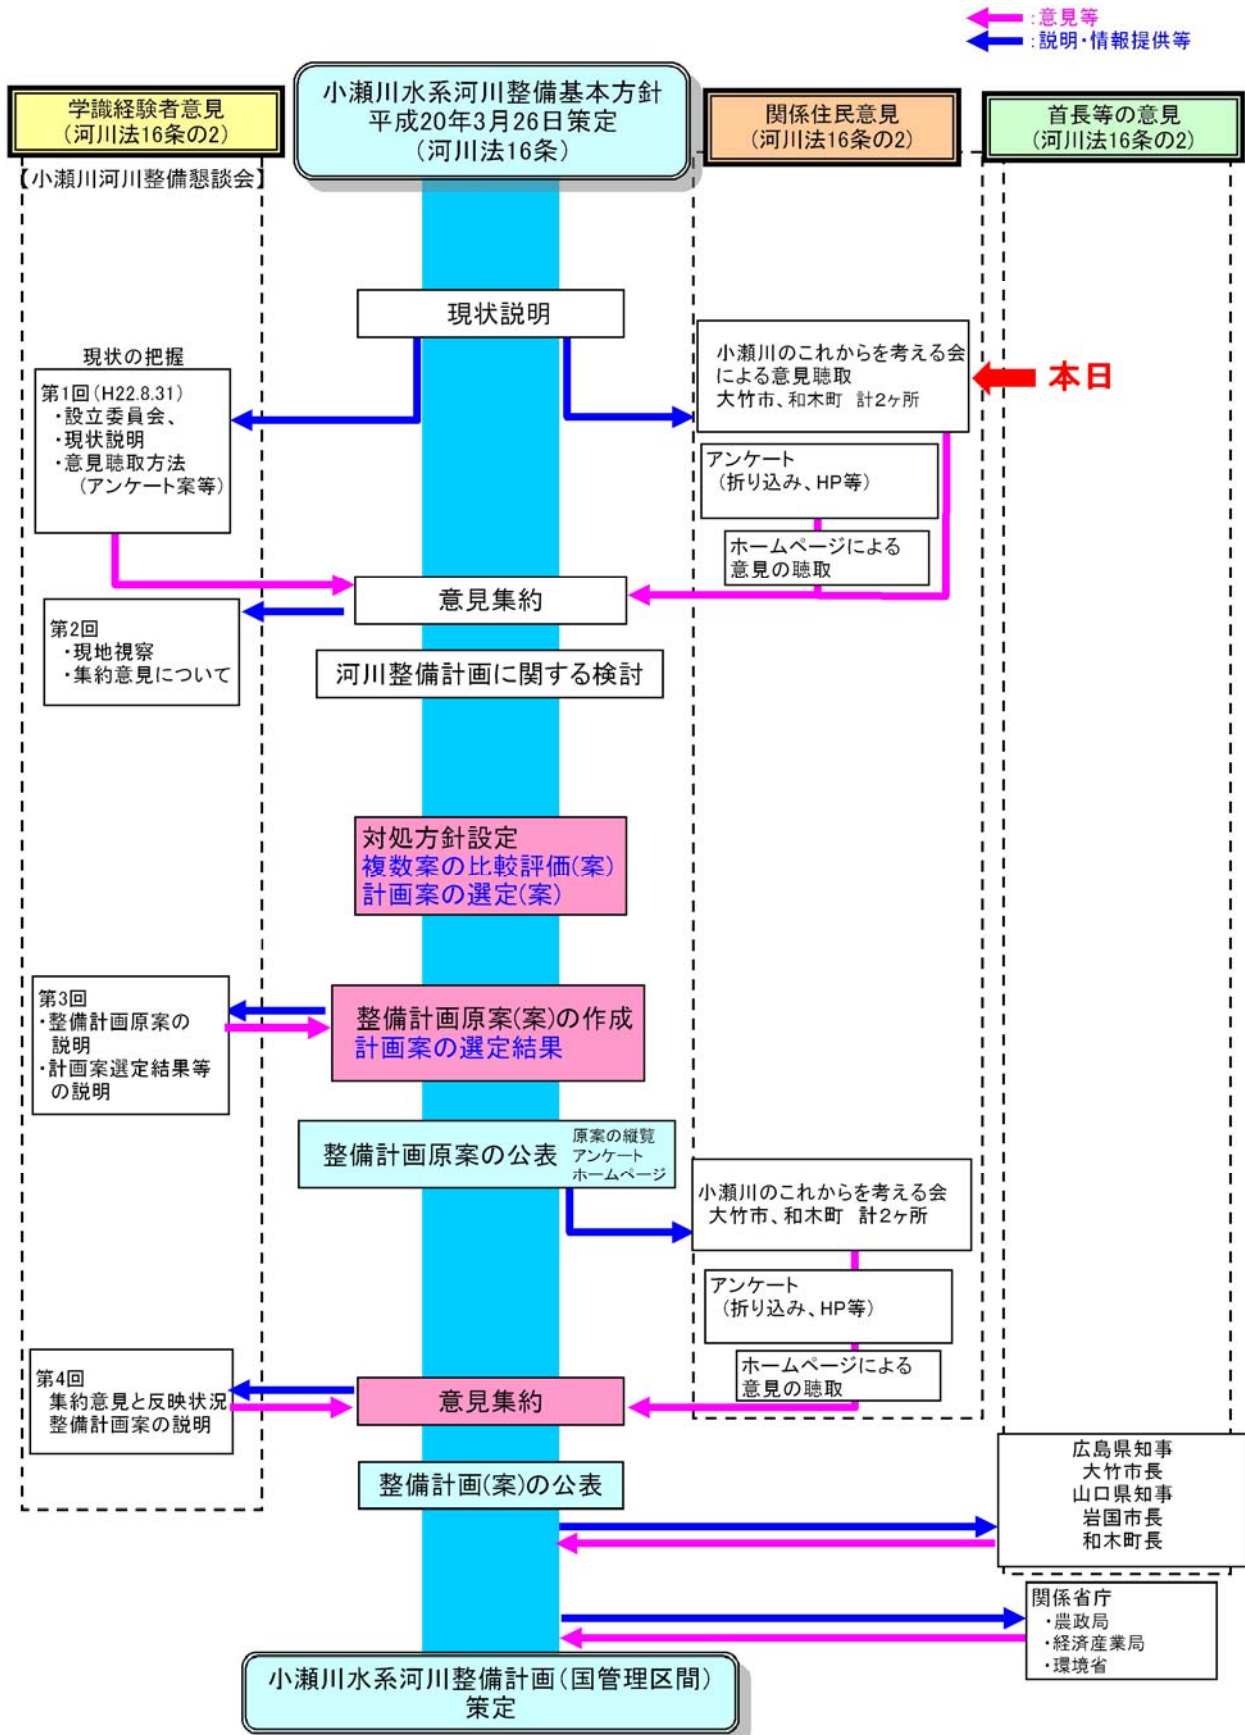 :意見等
:説明・情報提供等
学識経験者意見
(河川法16条の2)
小瀬川水系河川整備基本方針
平成20年3月26日策定
(河川法16条)
関係住民意見
(河川法16条の2)
首長等の意見
(河川法16条の2)
【小瀬川河川整備懇談会】
現状説明
現状の把握
第1回(H22.8.31)
・設立委員会、
・現状説明
・意見聴取方法
(アンケート案等)
小瀬川のこれからを考える会
による意見聴取
大竹市、和木町 計2ヶ所
本日
アンケート
(折り込み、HP等)
ホームページによる
意見の聴取
意見集約
第2回
・現地視察
・集約意見について
河川整備計画に関する検討
対処方針設定
複数案の比較評価(案)
計画案の選定(案)
第3回
・整備計画原案の
説明
・計画案選定結果等
の説明
整備計画原案(案)の作成
計画案の選定結果
整備計画原案の公表
原案の縦覧
アンケート
ホームページ
小瀬川のこれからを考える会
大竹市、和木町 計2ヶ所
アンケート
(折り込み、HP等)
ホームページによる
意見の聴取
第4回
集約意見と反映状況
整備計画案の説明
意見集約
整備計画(案)の公表
広島県知事
大竹市長
山口県知事
岩国市長
和木町長
関係省庁
・農政局
・経済産業局
・環境省
小瀬川水系河川整備計画(国管理区間)
策定